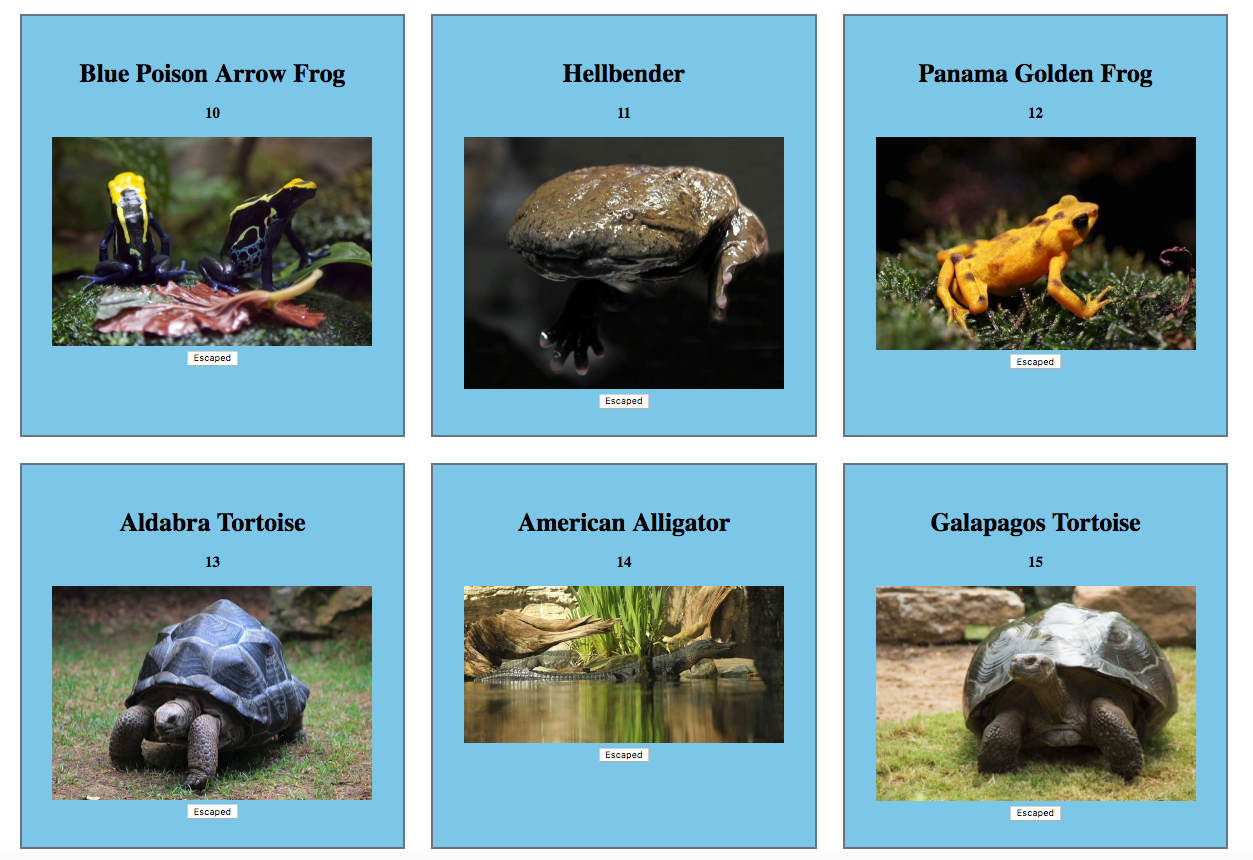 Blue Poison Arrow Frog
10
Escaped
Hellbender
11
Escaped
Panama Golden Frog
12
Escaped
Aldabra Tortoise
13
Escaped
American Alligator
14
Escaped
Galapagos Tortoise
15
Escaped